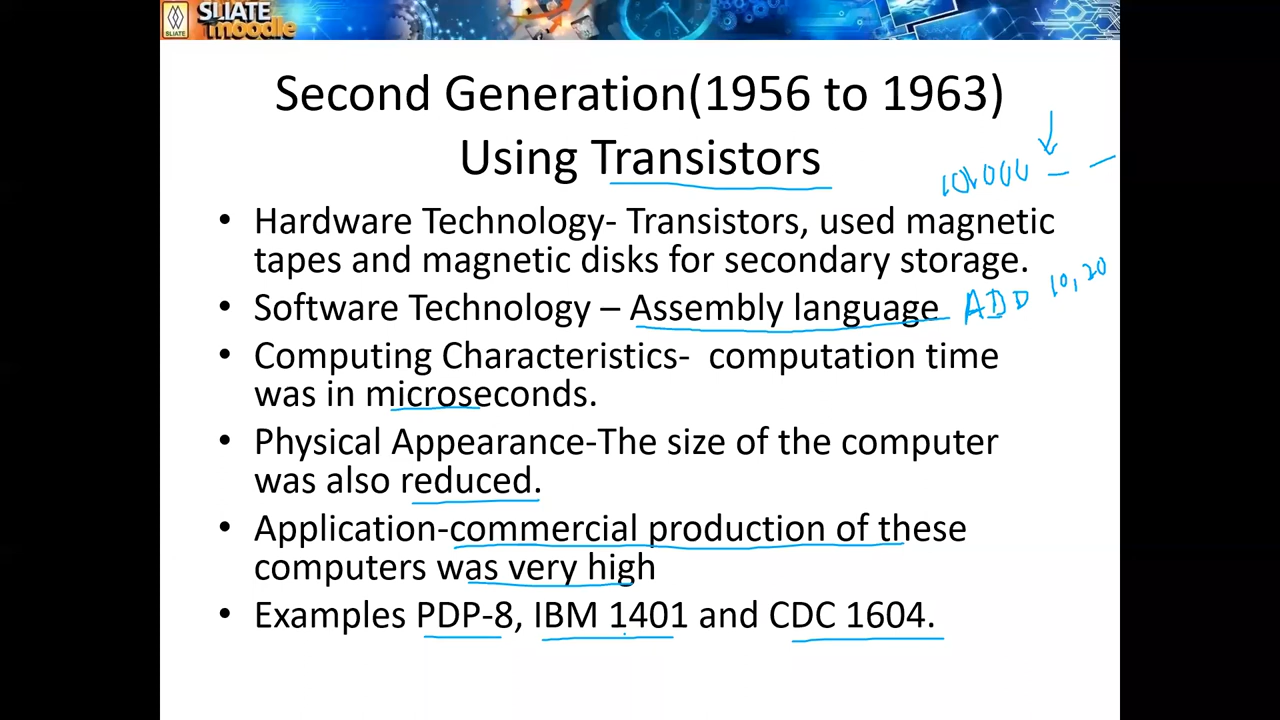 SLIATE
moodle
SLIATE
Second Generation(1956 to 1963)
Using Transistors
• Hardware Technology- Transistors, used magnetic
tapes and magnetic disks for secondary storage.
• Software Technology – Assembly language ADD 10,20
• Computing Characteristics- computation time
was in microseconds.
• Physical Appearance-The size of the computer
was also reduced.
• Application-commercial production of these
computers was very high
• Examples PDP-8, IBM 1401 and CDC 1604.